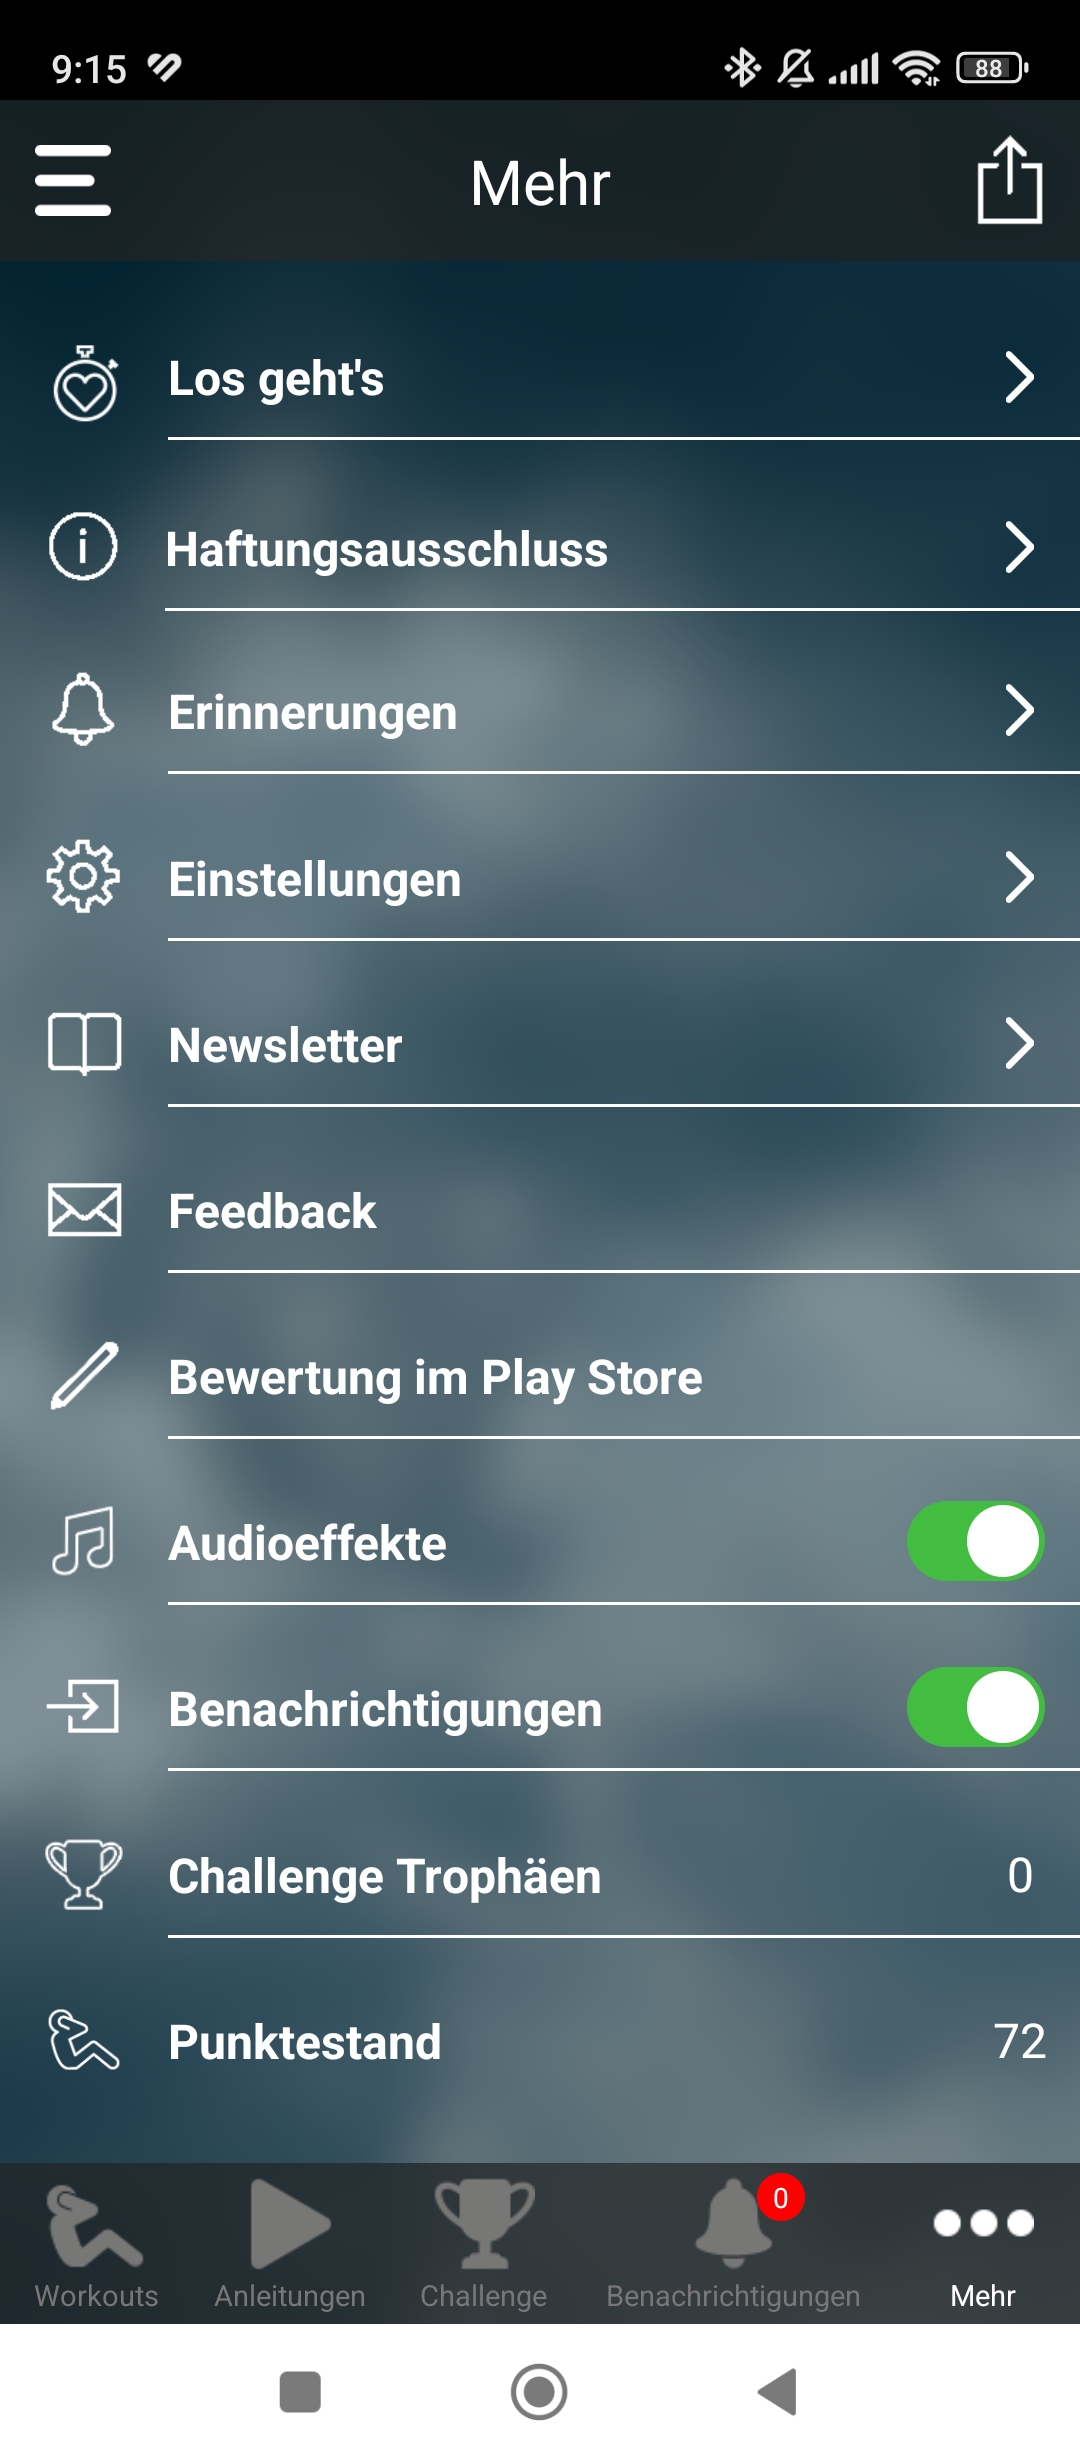 9:15
88
Mehr
Los geht's
Haftungsausschluss
Erinnerungen
Einstellungen
Newsletter
Feedback
Bewertung im Play Store
Audioeffekte
Benachrichtigungen
Challenge Trophäen 0
Punktestand 72
0
Workouts Anleitungen Challenge Benachrichtigungen Mehr